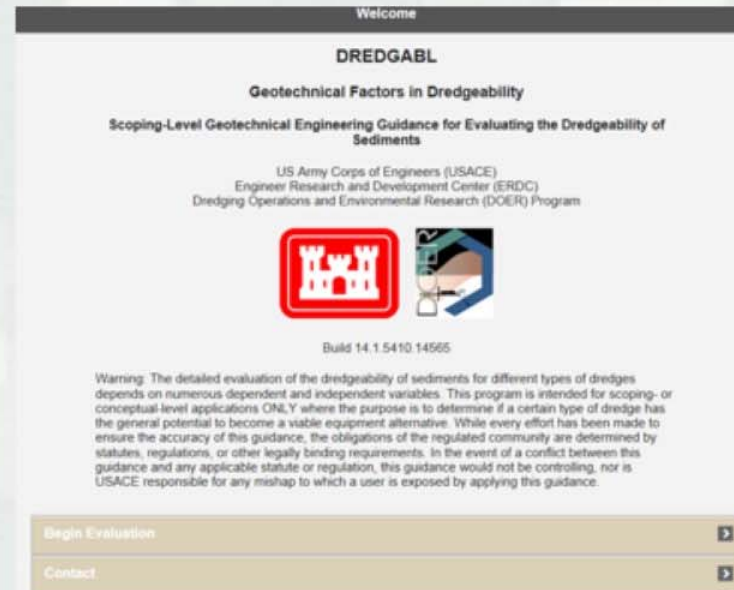 Welcome
DREDGABL
Geotechnical Factors in Dredgeability
Scoping-Level Geotechnical Engineering Guidance for Evaluating the Dredgeability of
Sediments
US Army Corps of Engineers (USACE)
Engineer Research and Development Center (ERDC)
Dredging Operations and Environmental Research (DOER) Program
DOER
Build 14.1.5410.14565
Warning: The detailed evaluation of the dredgeability of sediments for different types of dredges
depends on numerous dependent and independent variables. This program is intended for scoping- or
conceptual-level applications ONLY where the purpose is to determine if a certain type of dredge has
the general potential to become a viable equipment alternative. While every effort has been made to
ensure the accuracy of this guidance, the obligations of the regulated community are determined by
statutes, regulations, or other legally binding requirements. In the event of a conflict between this
guidance and any applicable statute or regulation, this guidance would not be controlling, nor is
USACE responsible for any mishap to which a user is exposed by applying this guidance.
Begin Evaluation
Contact